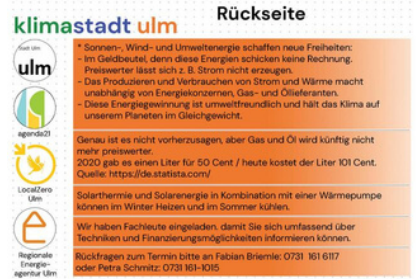 Rückseite
klimastadt ulm
Stadt Ulm
ulm
agenda21
LocalZero
Ulm
Regionale
Energie-
agentur Ulm
* Sonnen-, Wind- und Umweltenergie schaffen neue Freiheiten:
- Im Geldbeutel, denn diese Energien schicken keine Rechnung.
Preiswerter lässt sich z. B. Strom nicht erzeugen.
- Das Produzieren und Verbrauchen von Strom und Wärme macht
unabhängig von Energiekonzernen, Gas- und Öllieferanten.
- Diese Energiegewinnung ist umweltfreundlich und hält das Klima auf
unserem Planeten im Gleichgewicht.
Genau ist es nicht vorherzusagen, aber Gas und Öl wird künftig nicht
mehr preiswerter.
2020 gab es einen Liter für 50 Cent / heute kostet der Liter 101 Cent.
Quelle: https://de.statista.com/
Solarthermie und Solarenergie in Kombination mit einer Wärmepumpe
können im Winter Heizen und im Sommer kühlen.
Wir haben Fachleute eingeladen, damit Sie sich umfassend über
Techniken und Finanzierungsmöglichkeiten informieren können.
Rückfragen zum Termin bitte an Fabian Briemle: 0731 161 6117
oder Petra Schmitz: 0731 161-1015